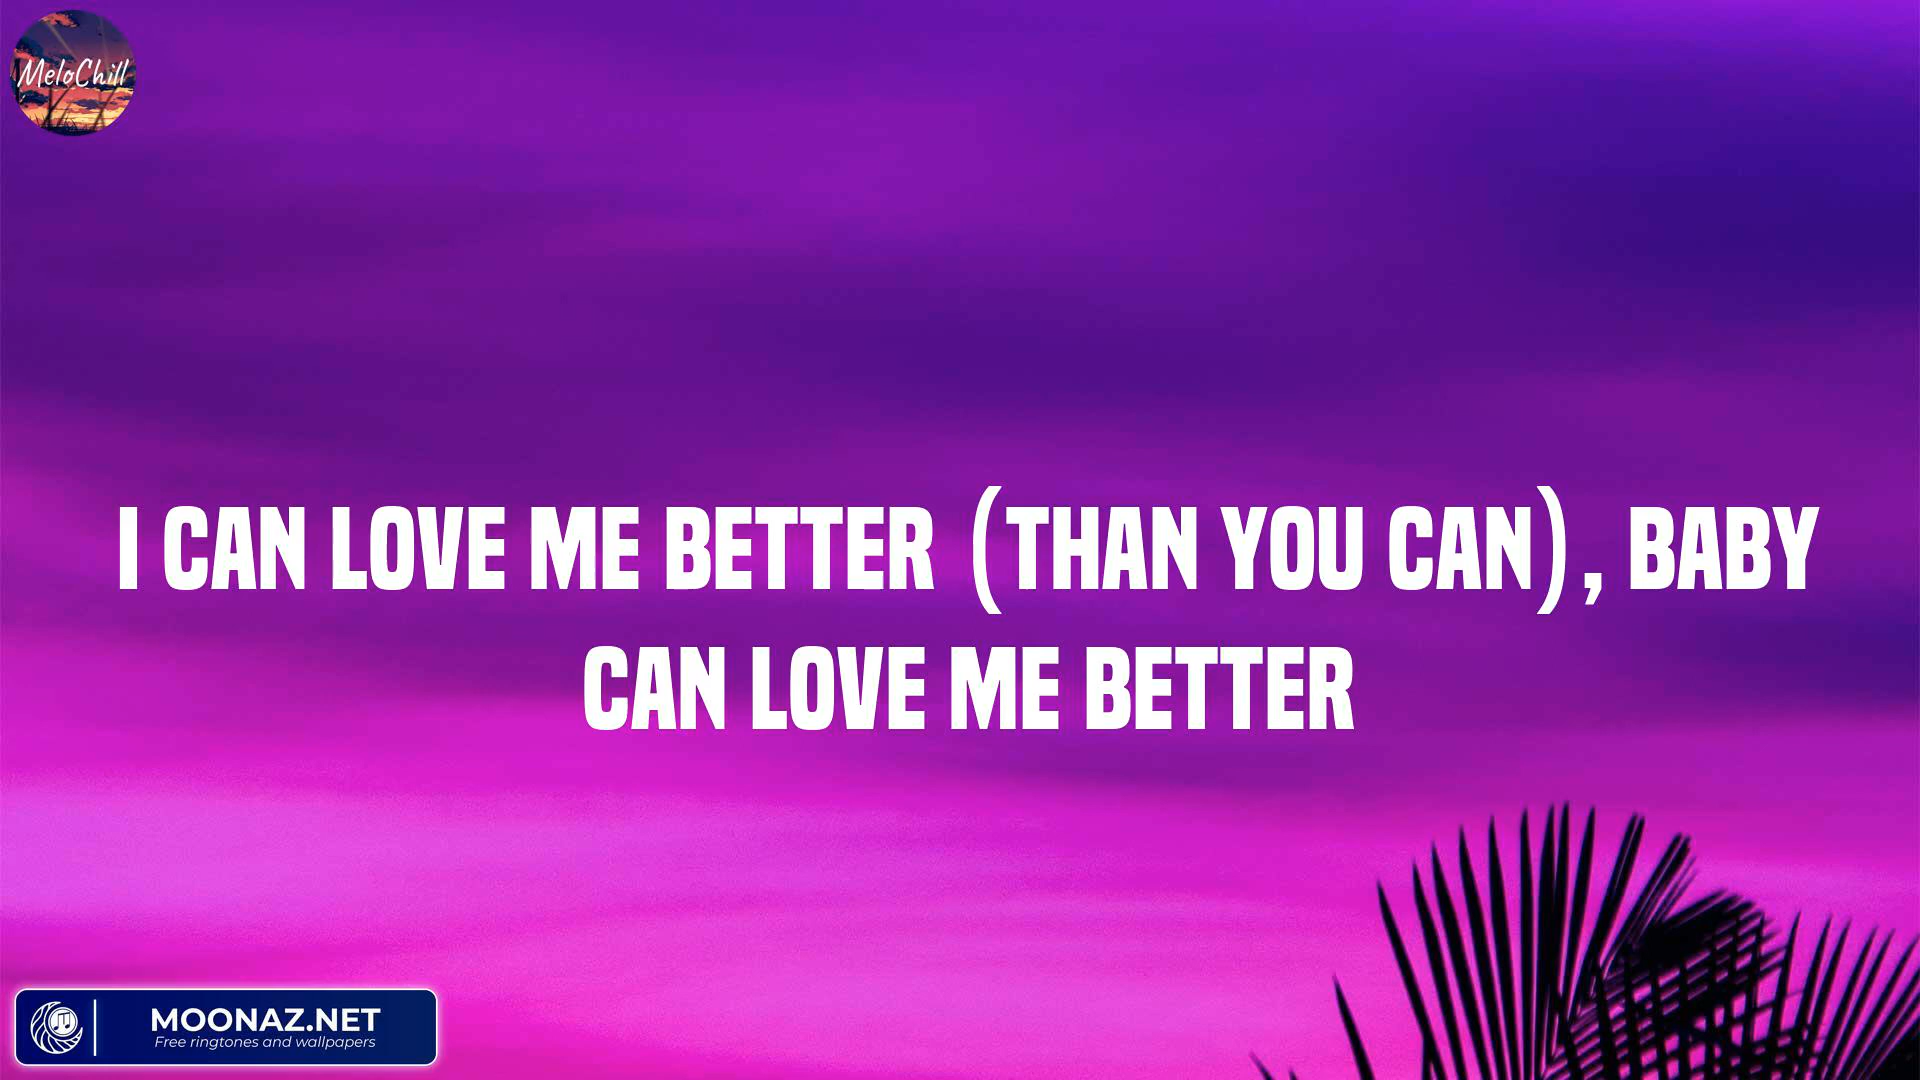 MeloChill
I CAN LOVE ME BETTER (THAN YOU CAN), BABY
CAN LOVE ME BETTER
MOONAZ.NET
Free ringtones and wallpapers